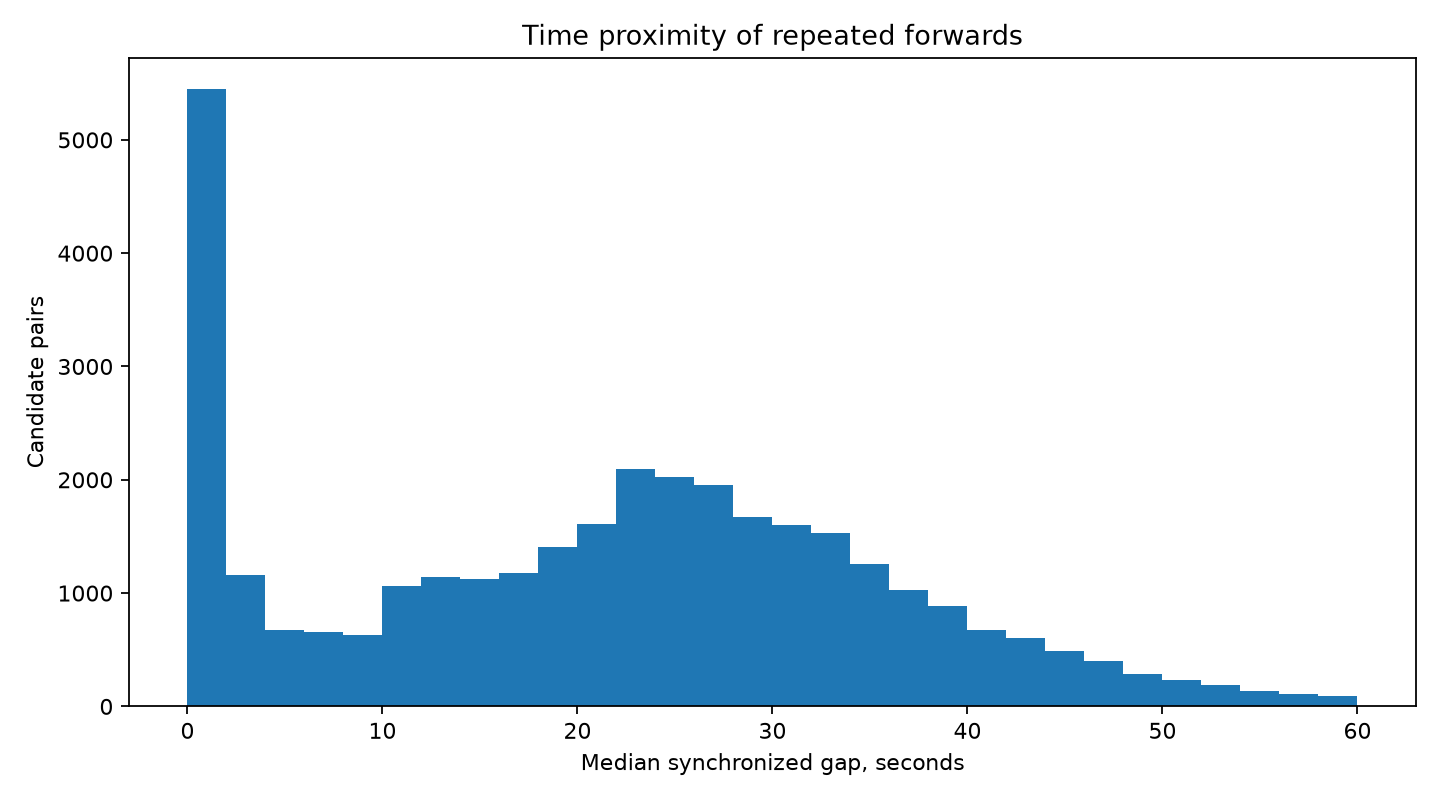 Time proximity of repeated forwards
5000
4000
3000
2000
1000
0
Candidate pairs
0 10 20 30 40 50 60
Median synchronized gap, seconds